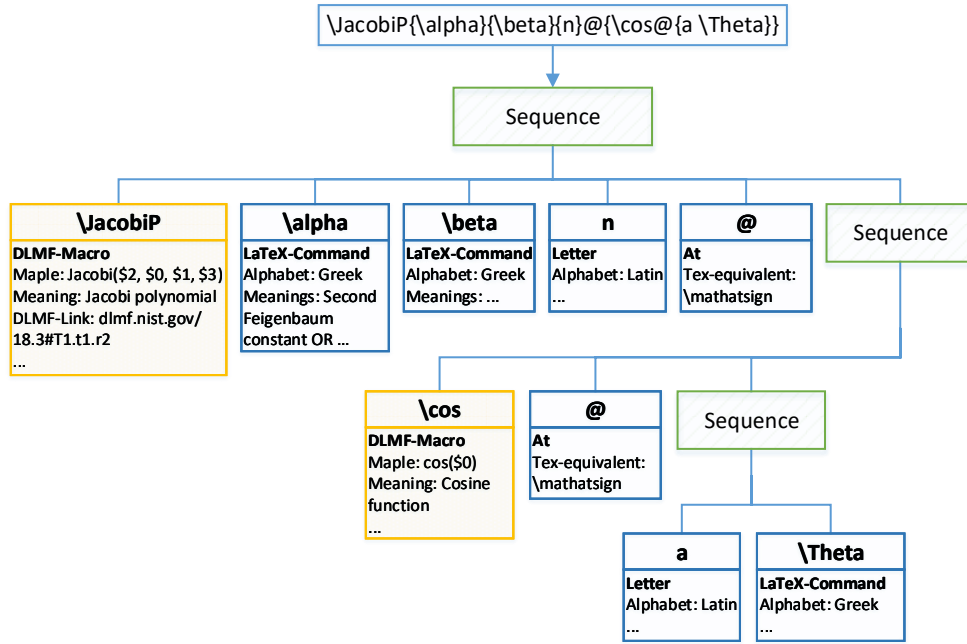 \JacobiP{\alpha}{\beta}{n}@{\cos@{a \Theta}}
Sequence
\JacobiP
DLMF-Macro
Maple: Jacobi($2, $0, $1, $3)
Meaning: Jacobi polynomial
DLMF-Link: dlmf.nist.gov/
18.3#T1.t1.r2
...
\alpha
LaTeX-Command
Alphabet: Greek
Meanings: Second
Feigenbaum
constant OR ...
\beta
LaTeX-Command
Alphabet: Greek
Meanings: ...
n
Letter
Alphabet: Latin
...
@
At
Tex-equivalent:
\mathatsign
Sequence
\cos
DLMF-Macro
Maple: cos($0)
Meaning: Cosine
function
...
@
At
Tex-equivalent:
\mathatsign
Sequence
a
Letter
Alphabet: Latin
...
\Theta
LaTeX-Command
Alphabet: Greek
...